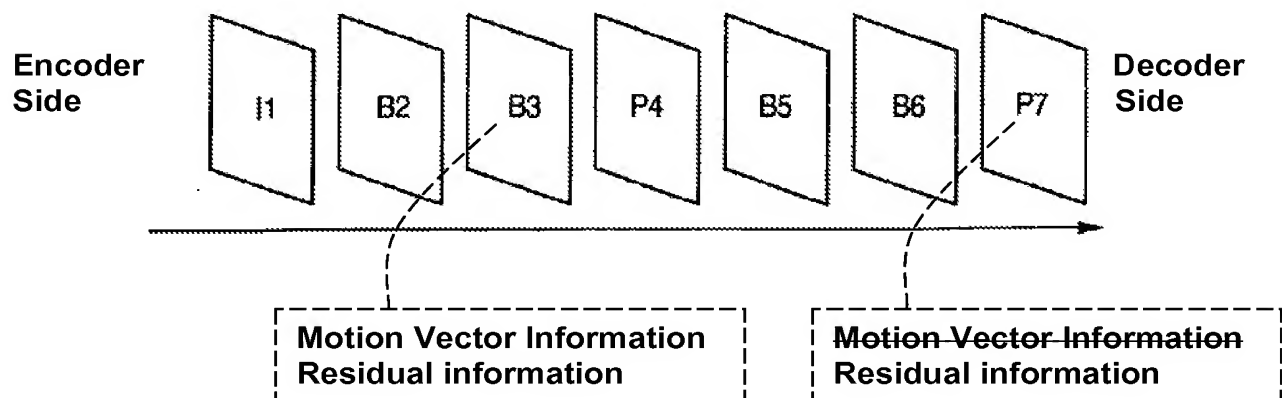 Encoder
Side
I1
B2
B3
P4
B5
B6
P7
Decoder
Side
Motion Vector Information
Residual information
Motion Vector Information
Residual information